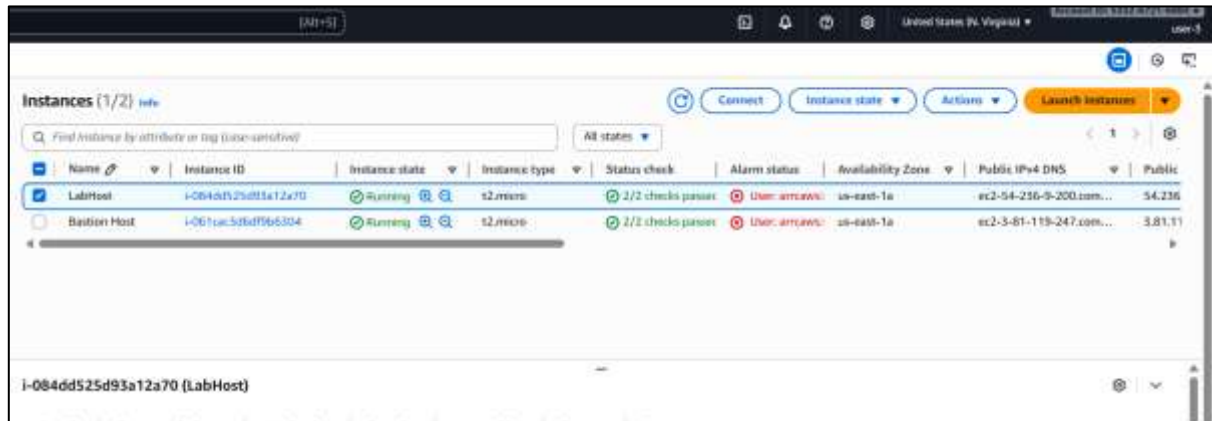 [Alt+S]
United States (N. Virginia) ▼
user-3
Instances (1/2) Info
Connect
Instance state ▼
Actions ▼
Launch instances ▼
Find Instance by attribute or tag (case-sensitive)
All states ▼
1
Name
Instance ID
Instance state
Instance type
Status check
Alarm status
Availability Zone
Public IPv4 DNS
Public
LabHost
i-084dd525d93a12a70
Running
t2.micro
2/2 checks passed
User: arn:aws:
us-east-1a
ec2-54-236-9-200.com...
54.236
Bastion Host
Running
t2.micro
2/2 checks passed
User: arn:aws:
us-east-1a
ec2-3-81-119-247.com...
3.81.11
i-084dd525d93a12a70 (LabHost)